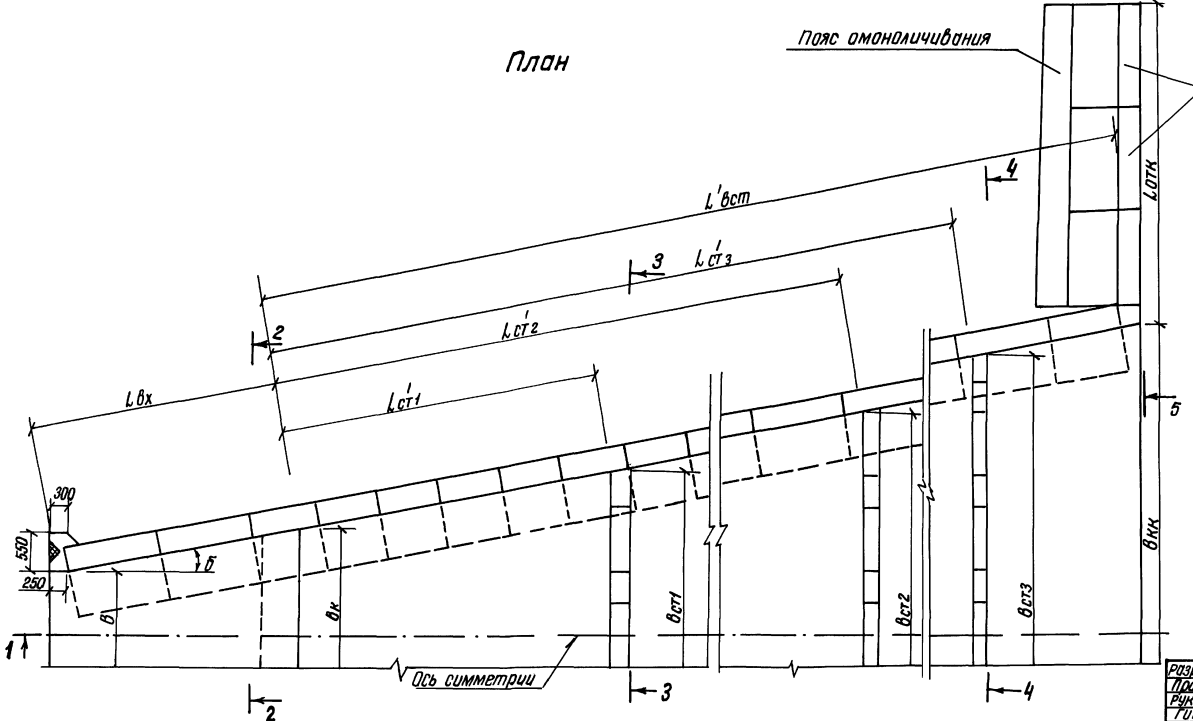 План
Пояс омоноличивания
Lотк
4
L'вст
3
L'ст3
2
L'ст2
Lвх
L'ст1
5
300
550
250
б
в
вк
вст1
вст2
вст3
вкк
1
Ось симметрии
2
3
4